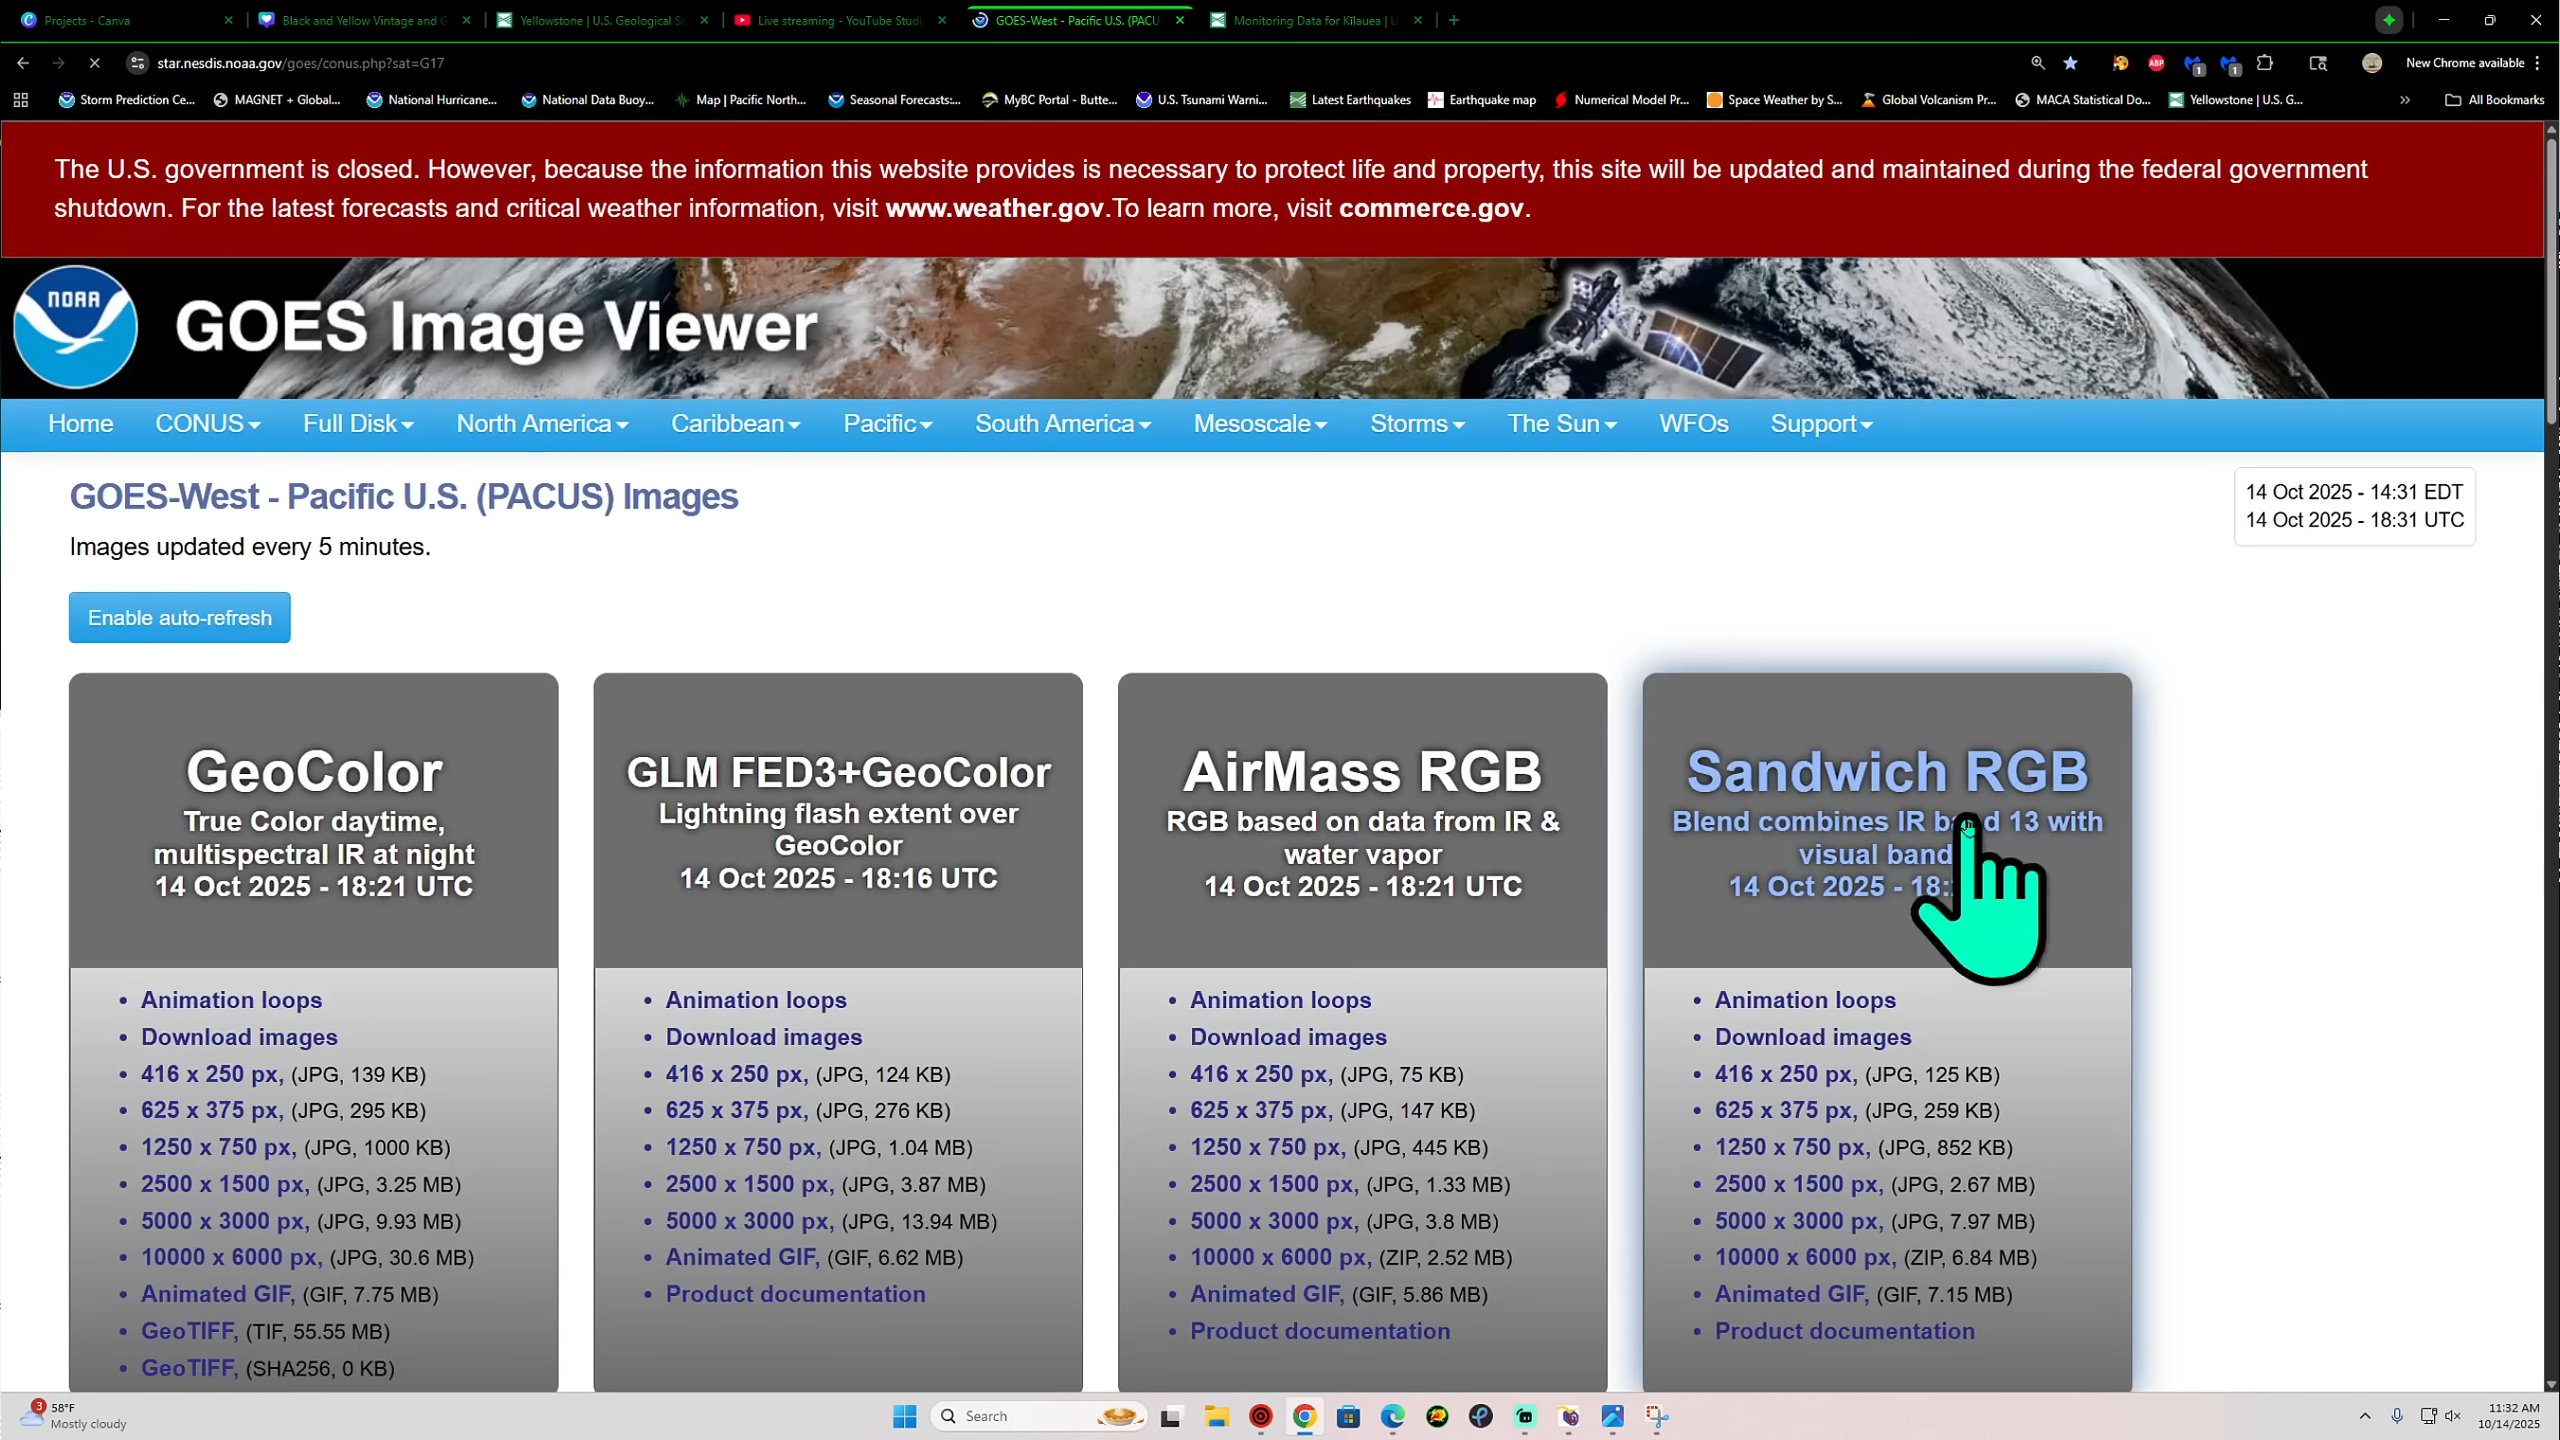 Projects - Canva
Black and Yellow Vintage and G
Yellowstone | U.S. Geological Su
Live streaming - YouTube Studi
GOES-West - Pacific U.S. (PACU
Monitoring Data for Kīlauea | U
star.nesdis.noaa.gov/goes/conus.php?sat=G17
ABP
1
1
New Chrome available
Storm Prediction Ce...
MAGNET + Global...
National Hurricane...
National Data Buoy...
Map | Pacific North...
Seasonal Forecasts:...
MyBC Portal - Butte...
U.S. Tsunami Warni...
Latest Earthquakes
Earthquake map
Numerical Model Pr...
Space Weather by S...
Global Volcanism Pr...
MACA Statistical Do...
Yellowstone | U.S. G...
»
All Bookmarks
The U.S. government is closed. However, because the information this website provides is necessary to protect life and property, this site will be updated and maintained during the federal government
shutdown. For the latest forecasts and critical weather information, visit www.weather.gov.To learn more, visit commerce.gov.
NOAA
GOES Image Viewer
Home
CONUS
Full Disk
North America
Caribbean
Pacific
South America
Mesoscale
Storms
The Sun
WFOs
Support
GOES-West - Pacific U.S. (PACUS) Images
14 Oct 2025 - 14:31 EDT
14 Oct 2025 - 18:31 UTC
Images updated every 5 minutes.
Enable auto-refresh
GeoColor
True Color daytime,
multispectral IR at night
14 Oct 2025 - 18:21 UTC
• Animation loops
• Download images
• 416 x 250 px, (JPG, 139 KB)
• 625 x 375 px, (JPG, 295 KB)
• 1250 x 750 px, (JPG, 1000 KB)
• 2500 x 1500 px, (JPG, 3.25 MB)
• 5000 x 3000 px, (JPG, 9.93 MB)
• 10000 x 6000 px, (JPG, 30.6 MB)
• Animated GIF, (GIF, 7.75 MB)
• GeoTIFF, (TIF, 55.55 MB)
• GeoTIFF, (SHA256, 0 KB)
GLM FED3+GeoColor
Lightning flash extent over
GeoColor
14 Oct 2025 - 18:16 UTC
• Animation loops
• Download images
• 416 x 250 px, (JPG, 124 KB)
• 625 x 375 px, (JPG, 276 KB)
• 1250 x 750 px, (JPG, 1.04 MB)
• 2500 x 1500 px, (JPG, 3.87 MB)
• 5000 x 3000 px, (JPG, 13.94 MB)
• Animated GIF, (GIF, 6.62 MB)
• Product documentation
AirMass RGB
RGB based on data from IR &
water vapor
14 Oct 2025 - 18:21 UTC
• Animation loops
• Download images
• 416 x 250 px, (JPG, 75 KB)
• 625 x 375 px, (JPG, 147 KB)
• 1250 x 750 px, (JPG, 445 KB)
• 2500 x 1500 px, (JPG, 1.33 MB)
• 5000 x 3000 px, (JPG, 3.8 MB)
• 10000 x 6000 px, (ZIP, 2.52 MB)
• Animated GIF, (GIF, 5.86 MB)
• Product documentation
Sandwich RGB
Blend combines IR 13 with
visual band
14 Oct 2025 - 18:
• Animation loops
• Download images
• 416 x 250 px, (JPG, 125 KB)
• 625 x 375 px, (JPG, 259 KB)
• 1250 x 750 px, (JPG, 852 KB)
• 2500 x 1500 px, (JPG, 2.67 MB)
• 5000 x 3000 px, (JPG, 7.97 MB)
• 10000 x 6000 px, (ZIP, 6.84 MB)
• Animated GIF, (GIF, 7.15 MB)
• Product documentation
3
58°F
Mostly cloudy
Search
11:32 AM
10/14/2025